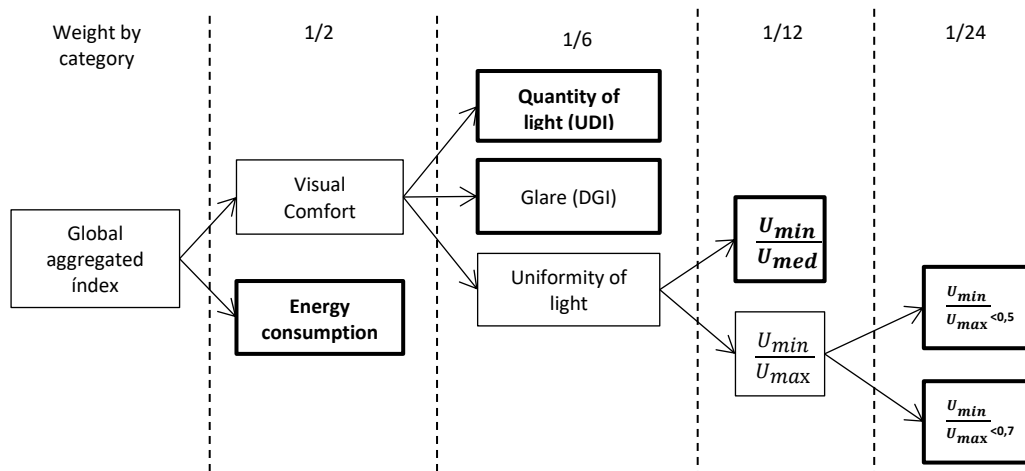 Weight by
category
1/2
1/6
1/12
1/24
Quantity of
light (UDI)
Visual
Comfort
Glare (DGI)
Global
aggregated
índex
Uniformity of
light
Energy
consumption
U_min
U_med
U_min
U_max
U_min
U_max <0,5
U_min
U_max <0,7